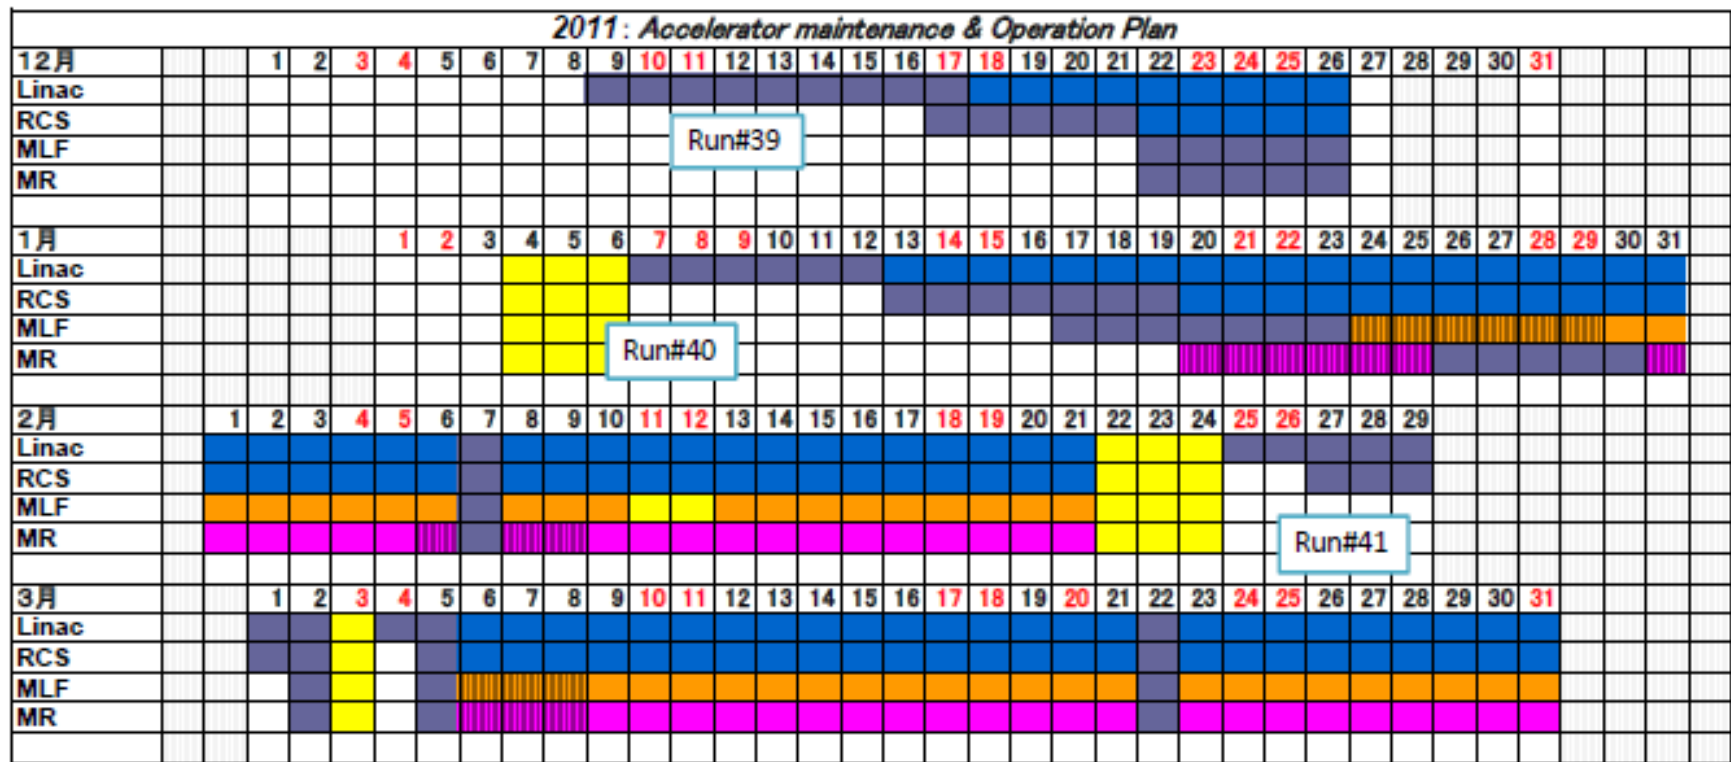 2011: Accelerator maintenance & Operation Plan
12月 1 2 3 4 5 6 7 8 9 10 11 12 13 14 15 16 17 18 19 20 21 22 23 24 25 26 27 28 29 30 31
Linac
RCS
Run#39
MLF
MR
1月 1 2 3 4 5 6 7 8 9 10 11 12 13 14 15 16 17 18 19 20 21 22 23 24 25 26 27 28 29 30 31
Linac
RCS
MLF
Run#40
MR
2月 1 2 3 4 5 6 7 8 9 10 11 12 13 14 15 16 17 18 19 20 21 22 23 24 25 26 27 28 29
Linac
RCS
MLF
MR
Run#41
3月 1 2 3 4 5 6 7 8 9 10 11 12 13 14 15 16 17 18 19 20 21 22 23 24 25 26 27 28 29 30 31
Linac
RCS
MLF
MR